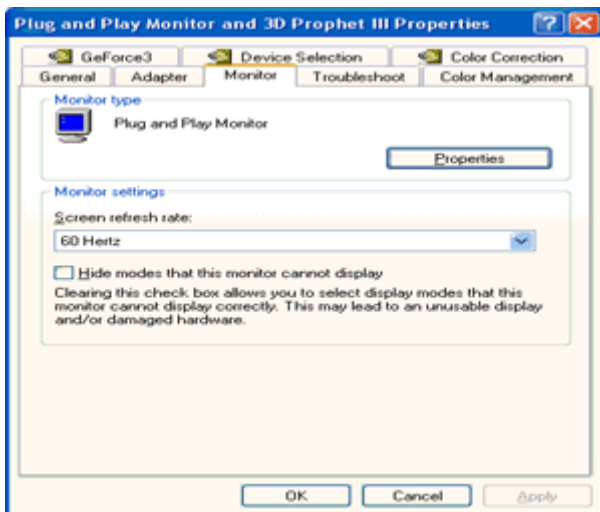 Plug and Play Monitor and 3D Prophet III Properties
GeForce3 Device Selection Color Correction
General Adapter Monitor Troubleshoot Color Management
Monitor type
Plug and Play Monitor
Properties
Monitor settings
Screen refresh rate:
60 Hertz
Hide modes that this monitor cannot display
Clearing this check box allows you to select display modes that this
monitor cannot display correctly. This may lead to an unusable display
and/or damaged hardware.
OK Cancel Apply